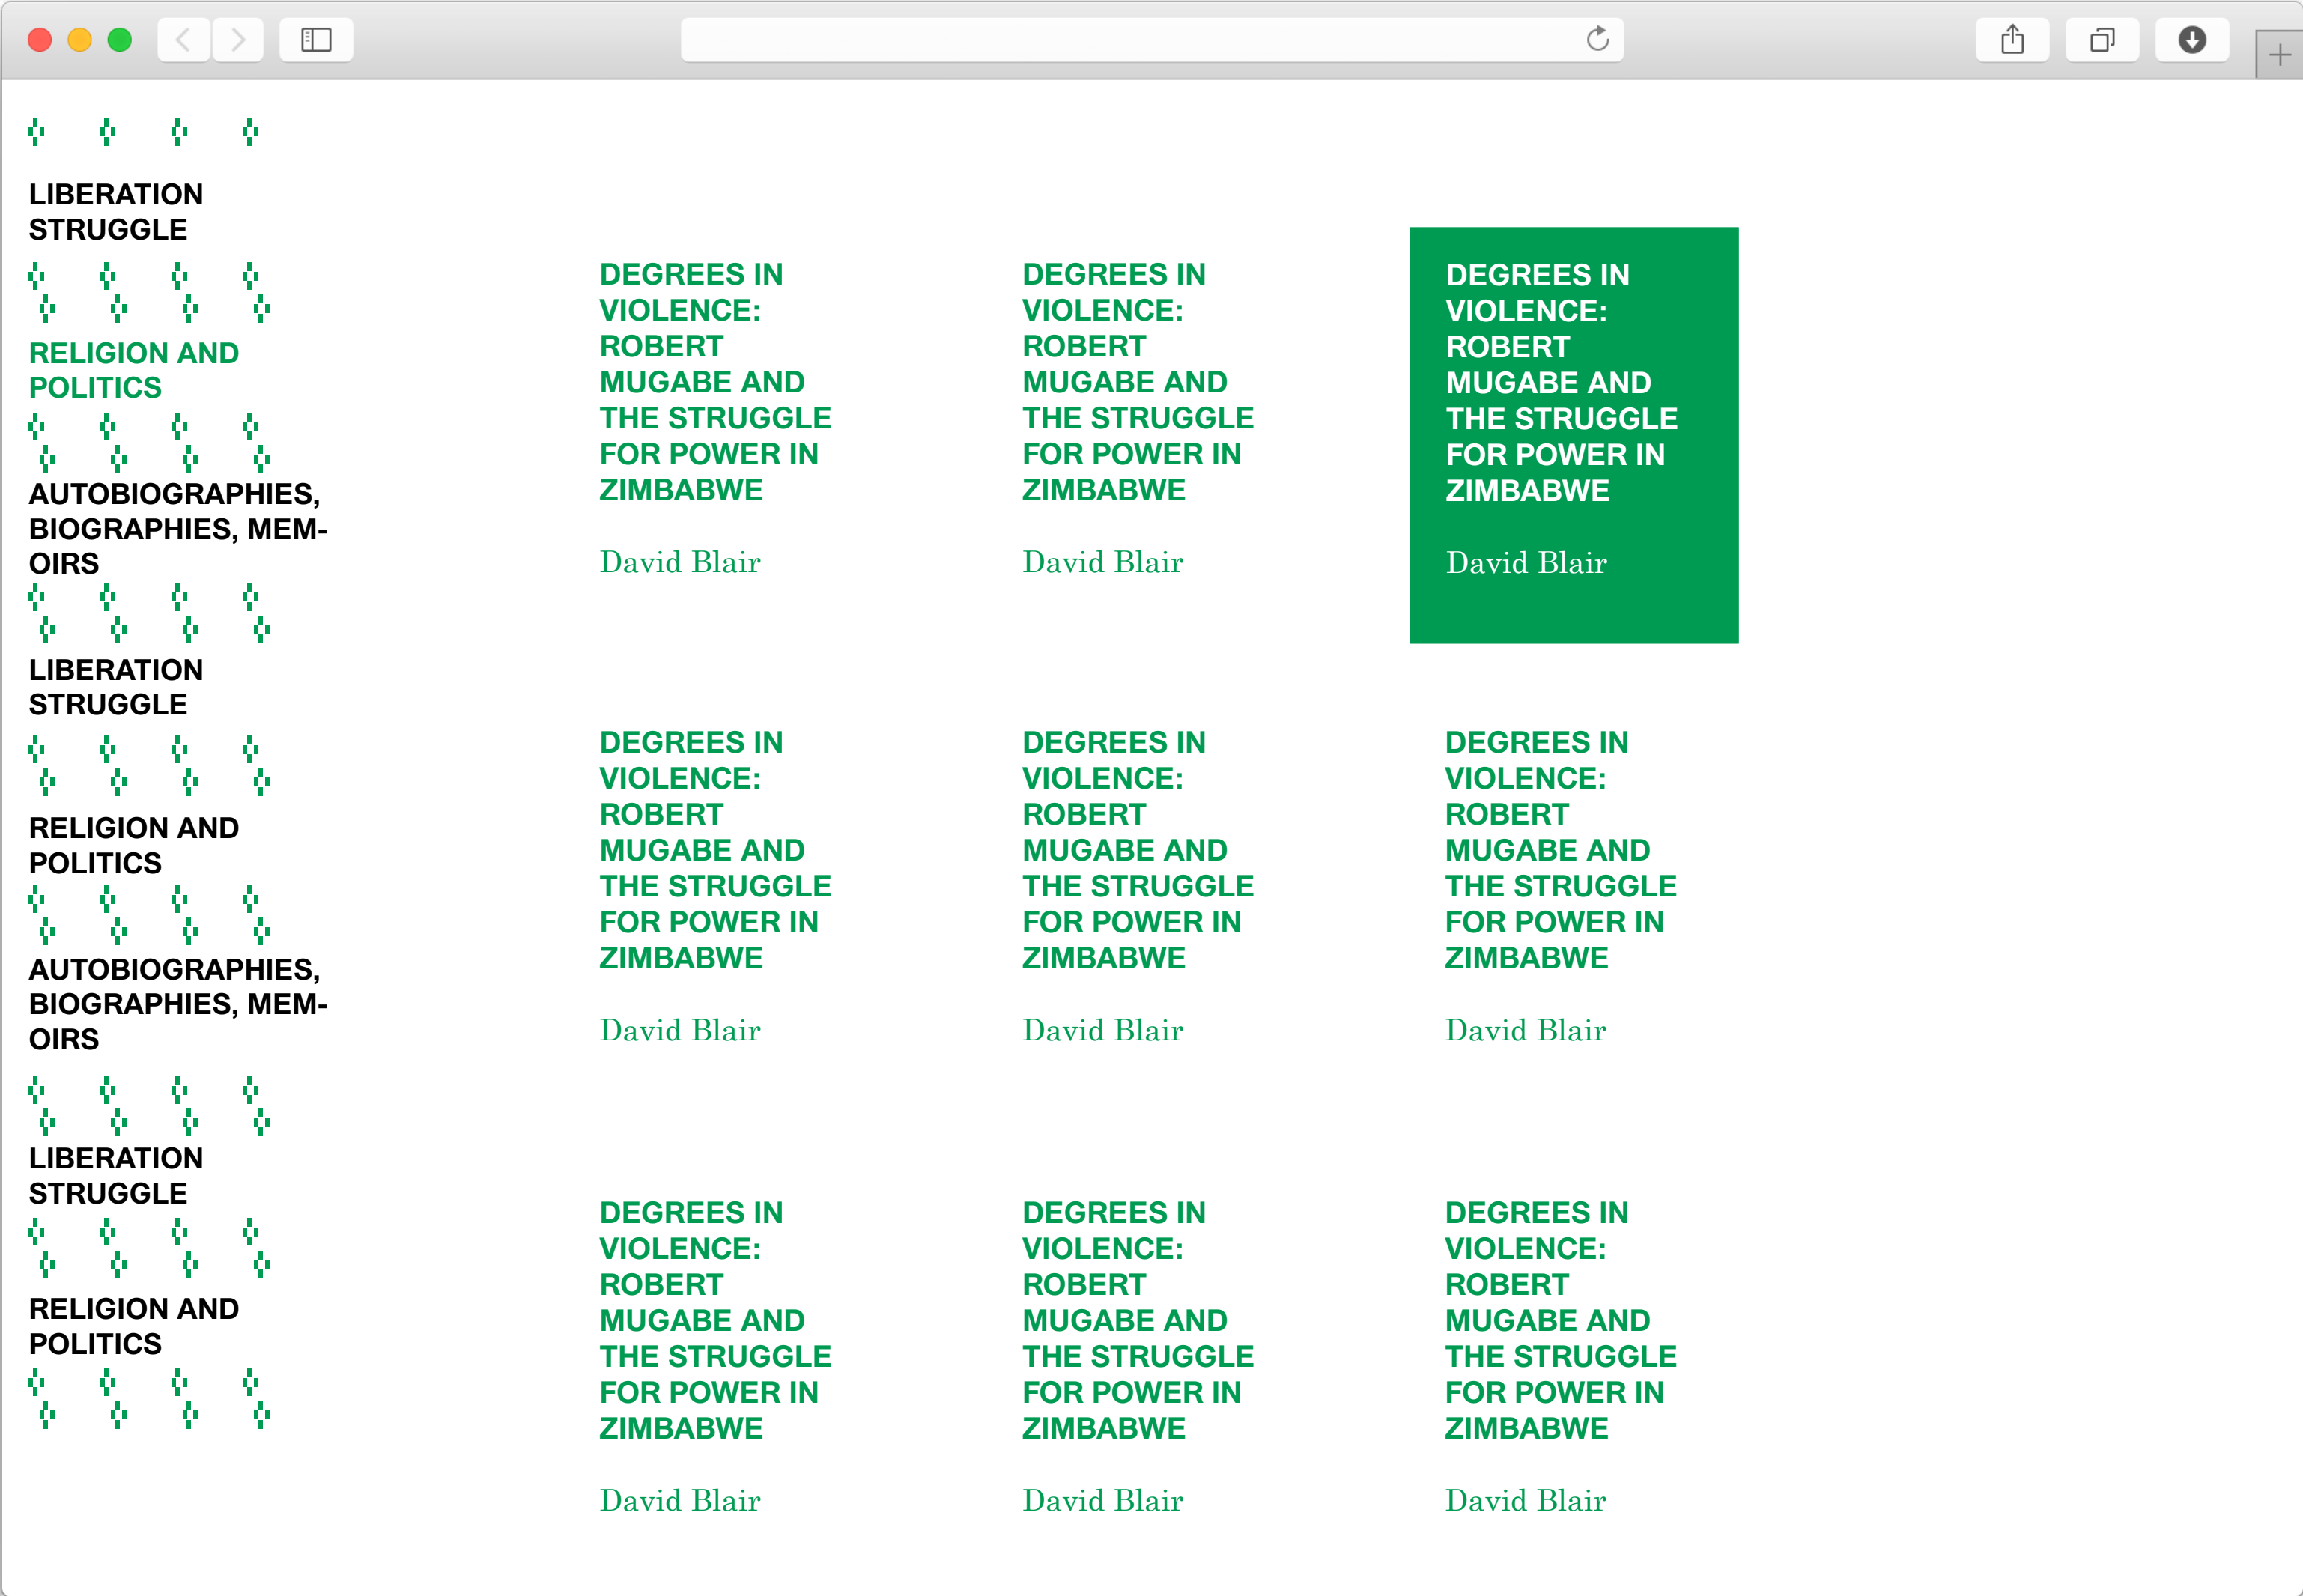 LIBERATION
STRUGGLE
RELIGION AND
POLITICS
AUTOBIOGRAPHIES,
BIOGRAPHIES, MEM-
OIRS
LIBERATION
STRUGGLE
RELIGION AND
POLITICS
AUTOBIOGRAPHIES,
BIOGRAPHIES, MEM-
OIRS
LIBERATION
STRUGGLE
RELIGION AND
POLITICS
DEGREES IN
VIOLENCE:
ROBERT
MUGABE AND
THE STRUGGLE
FOR POWER IN
ZIMBABWE
David Blair
DEGREES IN
VIOLENCE:
ROBERT
MUGABE AND
THE STRUGGLE
FOR POWER IN
ZIMBABWE
David Blair
DEGREES IN
VIOLENCE:
ROBERT
MUGABE AND
THE STRUGGLE
FOR POWER IN
ZIMBABWE
David Blair
DEGREES IN
VIOLENCE:
ROBERT
MUGABE AND
THE STRUGGLE
FOR POWER IN
ZIMBABWE
David Blair
DEGREES IN
VIOLENCE:
ROBERT
MUGABE AND
THE STRUGGLE
FOR POWER IN
ZIMBABWE
David Blair
DEGREES IN
VIOLENCE:
ROBERT
MUGABE AND
THE STRUGGLE
FOR POWER IN
ZIMBABWE
David Blair
DEGREES IN
VIOLENCE:
ROBERT
MUGABE AND
THE STRUGGLE
FOR POWER IN
ZIMBABWE
David Blair
DEGREES IN
VIOLENCE:
ROBERT
MUGABE AND
THE STRUGGLE
FOR POWER IN
ZIMBABWE
David Blair
DEGREES IN
VIOLENCE:
ROBERT
MUGABE AND
THE STRUGGLE
FOR POWER IN
ZIMBABWE
David Blair